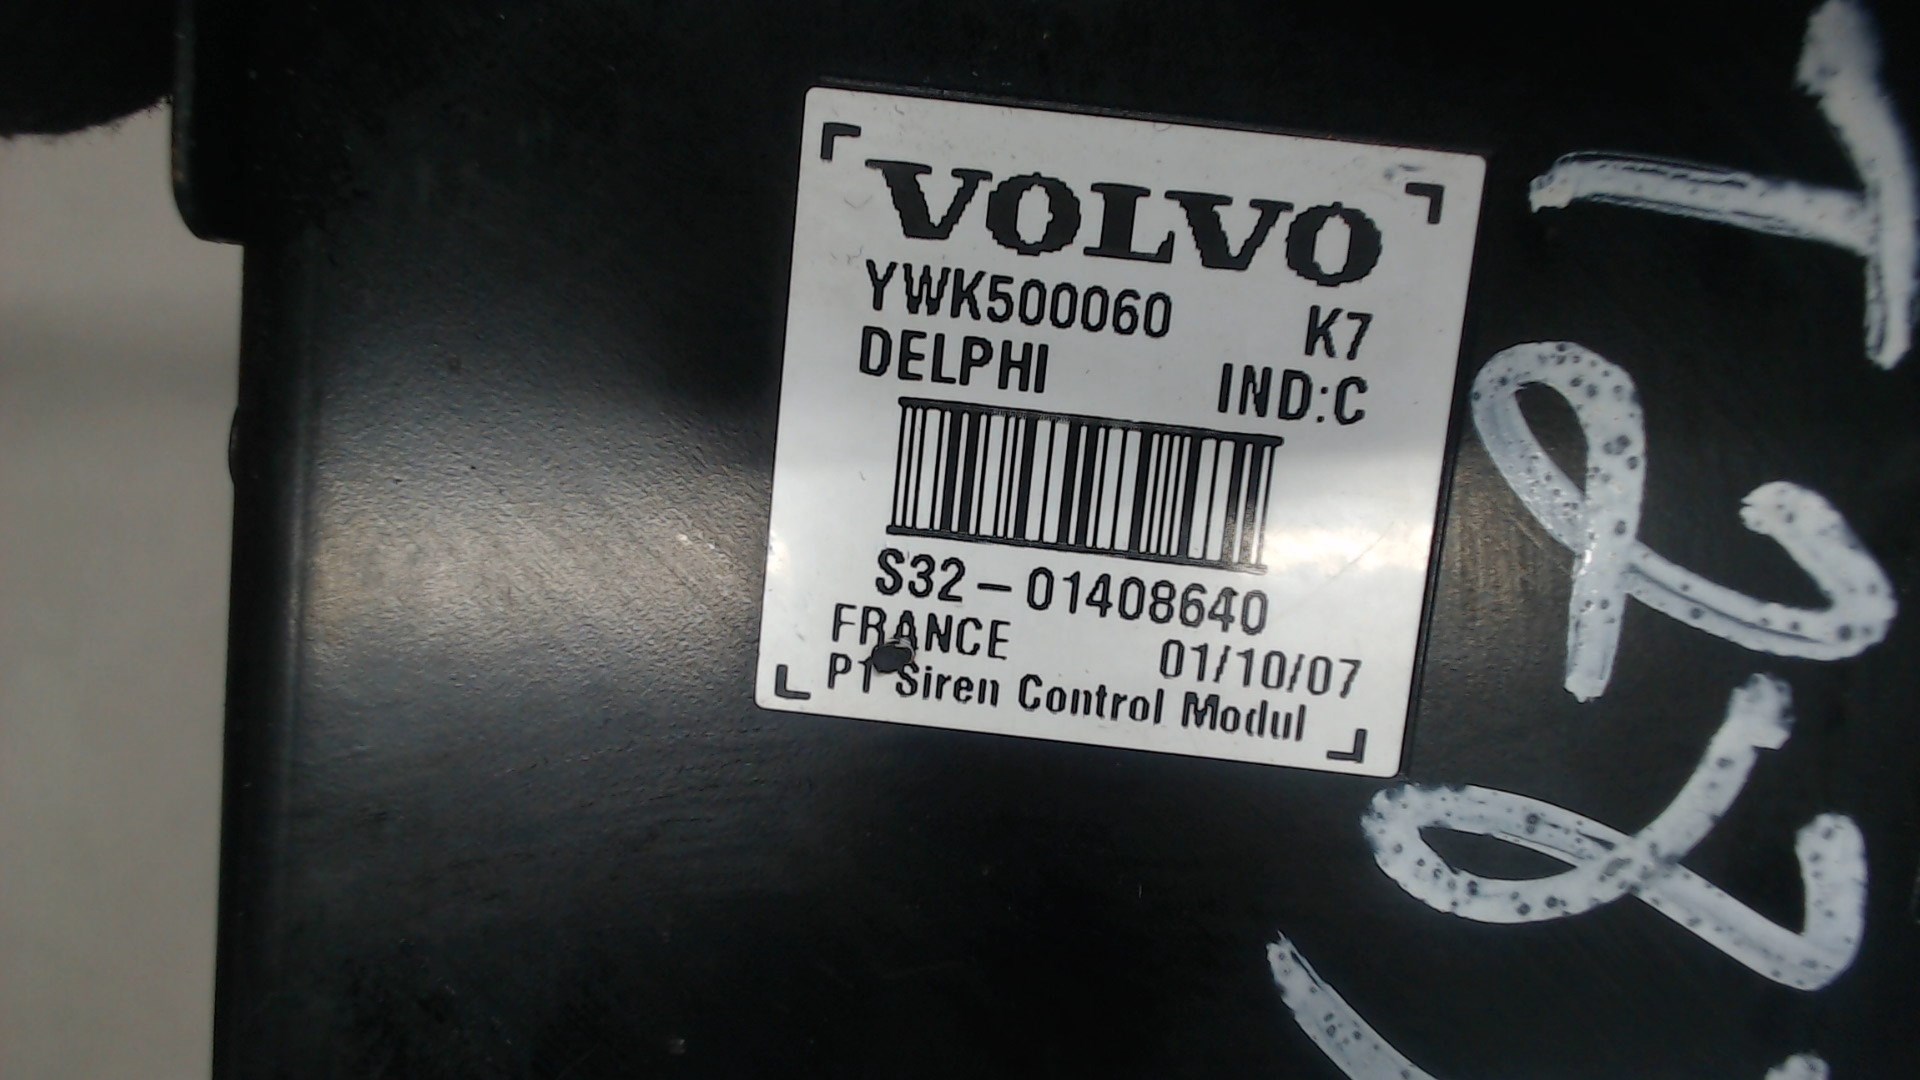 VOLVO
YWK500060 K7
DELPHI IND:C
S32-01408640
FRANCE 01/10/07
P1 Siren Control Modul